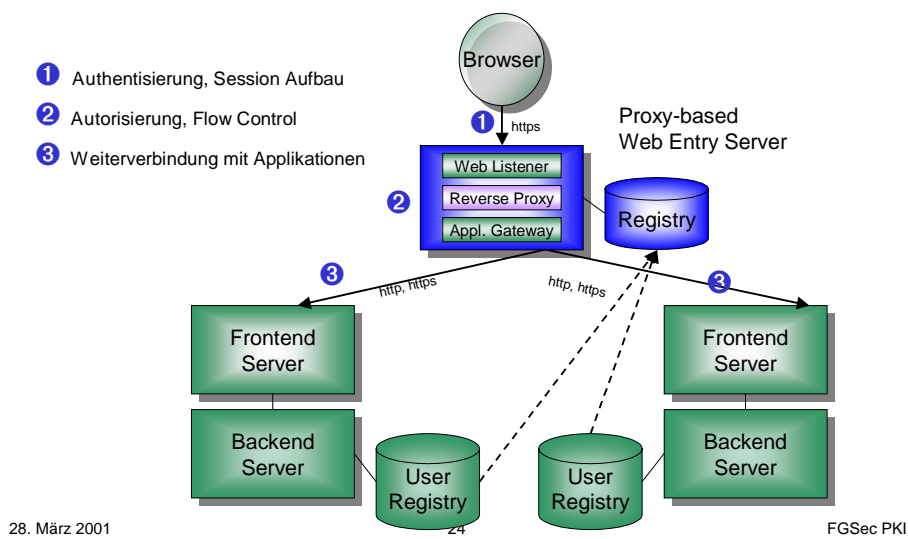 Browser
❶ Authentisierung, Session Aufbau
❷ Autorisierung, Flow Control
❸ Weiterverbindung mit Applikationen
❶ https
Proxy-based
Web Entry Server
Web Listener
❷ Reverse Proxy
Appl. Gateway
Registry
❸
http, https
http, https
❸
Frontend
Server
Frontend
Server
Backend
Server
User
Registry
User
Registry
Backend
Server
28. März 2001
24
FGSec PKI